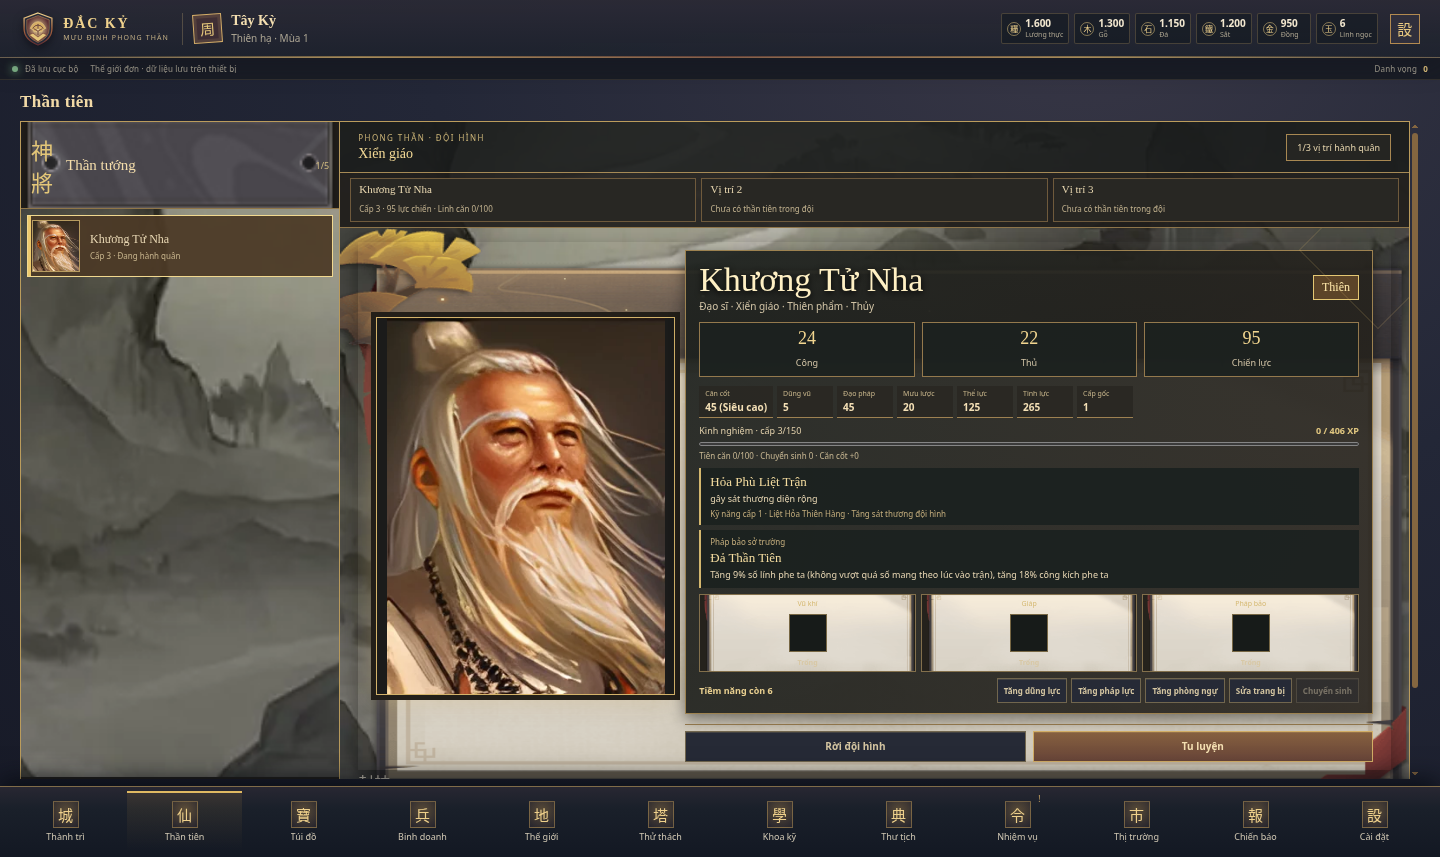 ĐẮC KỶ
MƯU ĐỊNH PHONG THẦN
周
Tây Kỳ
Thiên hạ · Mùa 1
糧 1.600 Lương thực
木 1.300 Gỗ
石 1.150 Đá
鐵 1.200 Sắt
金 950 Đồng
玉 6 Linh ngọc
設
Đã lưu cục bộ
Thế giới đơn · dữ liệu lưu trên thiết bị
Danh vọng 0
Thần tiên
神將
Thần tướng
1/5
Khương Tử Nha
Cấp 3 · Đang hành quân
PHONG THẦN · ĐỘI HÌNH
Xiển giáo
1/3 vị trí hành quân
Khương Tử Nha
Cấp 3 · 95 lực chiến · Linh căn 0/100
Vị trí 2
Chưa có thần tiên trong đội
Vị trí 3
Chưa có thần tiên trong đội
Khương Tử Nha
Thiên
Đạo sĩ · Xiển giáo · Thiên phẩm · Thủy
24
Công
22
Thủ
95
Chiến lực
Căn cốt
45 (Siêu cao)
Dũng vũ
5
Đạo pháp
45
Mưu lược
20
Thể lực
125
Tinh lực
265
Cấp gốc
1
Kinh nghiệm · cấp 3/150
0 / 406 XP
Tiên căn 0/100 · Chuyển sinh 0 · Căn cốt +0
Hỏa Phù Liệt Trận
gây sát thương diện rộng
Kỹ năng cấp 1 · Liệt Hỏa Thiên Hàng · Tăng sát thương đội hình
Pháp bảo sở trường
Đả Thần Tiên
Tăng 9% số lính phe ta (không vượt quá số mang theo lúc vào trận), tăng 18% công kích phe ta
Vũ khí
Giáp
Pháp bảo
Tiềm năng còn 6
Tăng dũng lực
Tăng pháp lực
Tăng phòng ngự
Sửa trang bị
Chuyển sinh
Rời đội hình
Tu luyện
城 Thành trì
仙 Thần tiên
寶 Túi đồ
兵 Binh doanh
地 Thế giới
塔 Thử thách
學 Khoa kỹ
典 Thư tịch
令 Nhiệm vụ
!
市 Thị trường
報 Chiến báo
設 Cài đặt